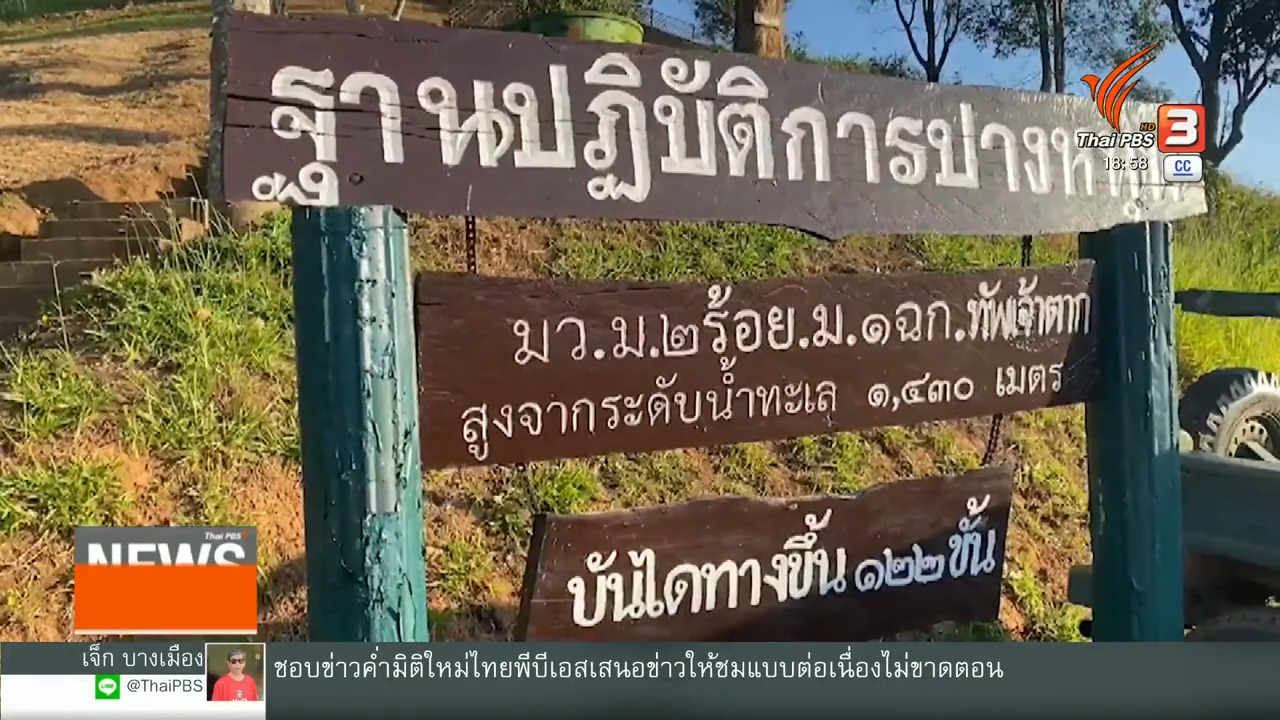 ฐานปฏิบัติการปางหนุน
Thai PBS HD 3
18:58 CC
ม ว.ม.๒ร้อย.ม.๑ฉก.ทัพเจ้าตาก
สูงจากระดับน้ำทะเล ๑,๔๓๐ เมตร
บันไดทางขึ้น ๑๒๒ ขั้น
Thai PBS
NEWS
เจ็ก บางเมือง
LINE @ThaiPBS
ชอบข่าวค่ำมิติใหม่ไทยพีบีเอสเสนอข่าวให้ชมแบบต่อเนื่องไม่ขาดตอน